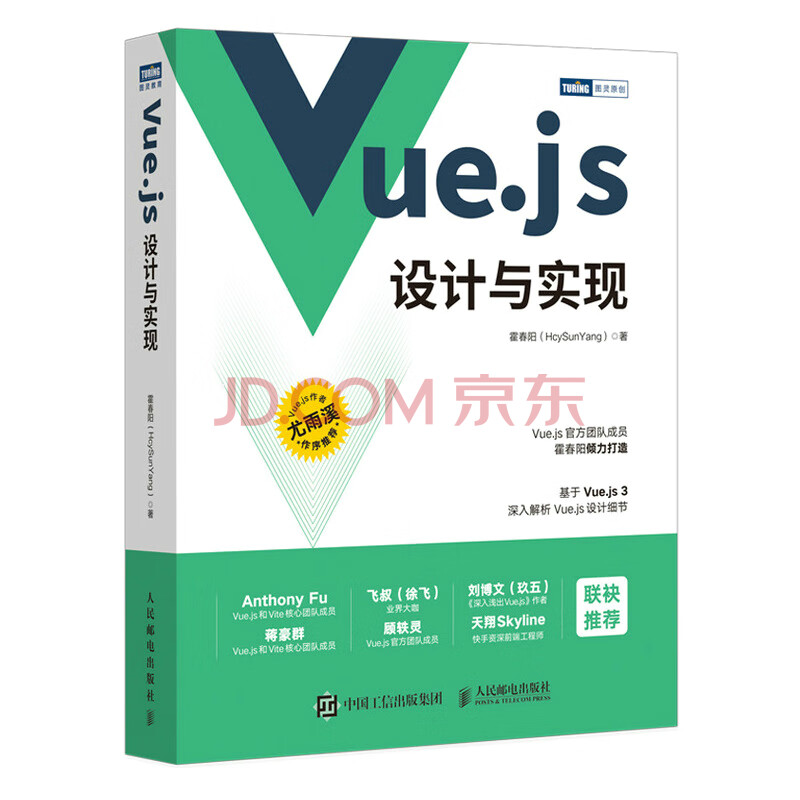 TURING
图灵教育
Vue.js
设计与实现
霍春阳（HcySunYang）◎著
人民邮电出版社
TURING 图灵原创
Vue.js
设计与实现
霍春阳（HcySunYang）◎著
JD.COM 京东
Vue.js作者
尤雨溪
作序推荐
Vue.js 官方团队成员
霍春阳倾力打造
基于 Vue.js 3
深入解析 Vue.js 设计细节
Anthony Fu
Vue.js 和 Vite 核心团队成员
蒋豪群
Vue.js 和 Vite 核心团队成员
飞叔（徐飞）
业界大咖
顾轶灵
Vue.js 官方团队成员
刘博文（玖五）
《深入浅出Vue.js》作者
天翔Skyline
快手资深前端工程师
联袂
推荐
中国工信出版集团
人民邮电出版社
POSTS & TELECOM PRESS